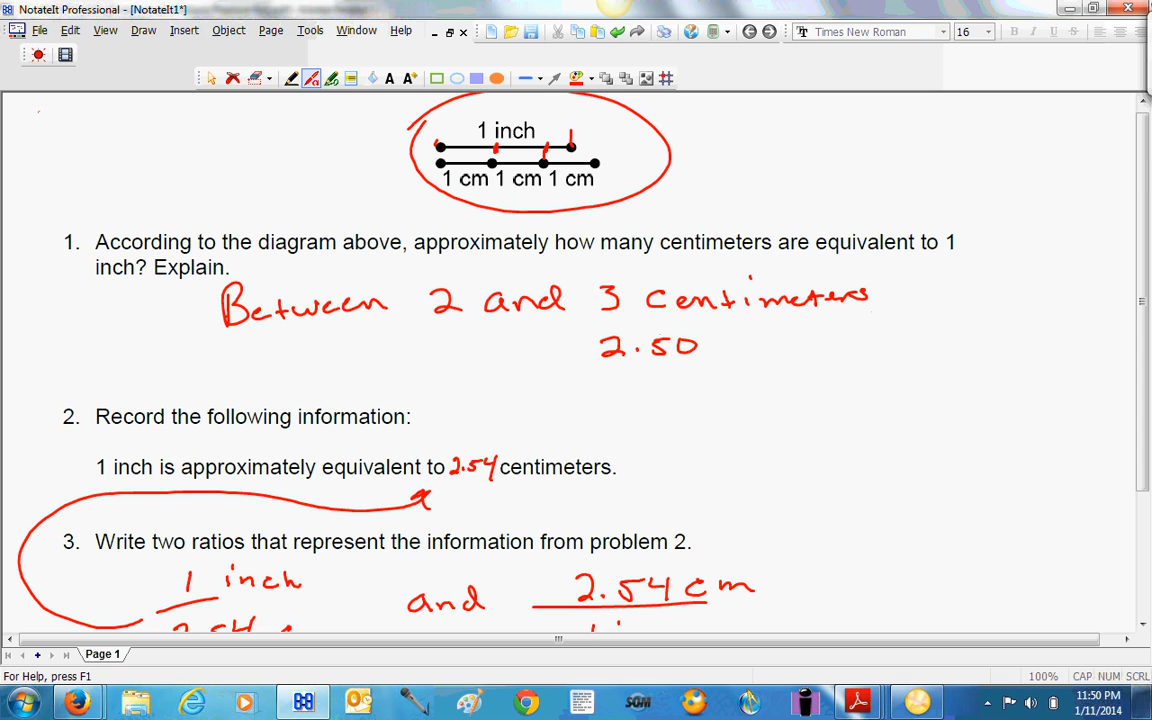 NotateIt Professional - [NotateIt1*]
File Edit View Draw Insert Object Page Tools Window Help
Times New Roman 16 B I U S
A A
1 inch
1 cm 1 cm 1 cm
1. According to the diagram above, approximately how many centimeters are equivalent to 1
inch? Explain.
Between 2 and 3 centimeters
2.50
2. Record the following information:
1 inch is approximately equivalent to 2.54 centimeters.
3. Write two ratios that represent the information from problem 2.
1 inch and 2.54 cm
Page 1
For Help, press F1 100% CAP NUM SCRL
SOM
11:50 PM
1/11/2014